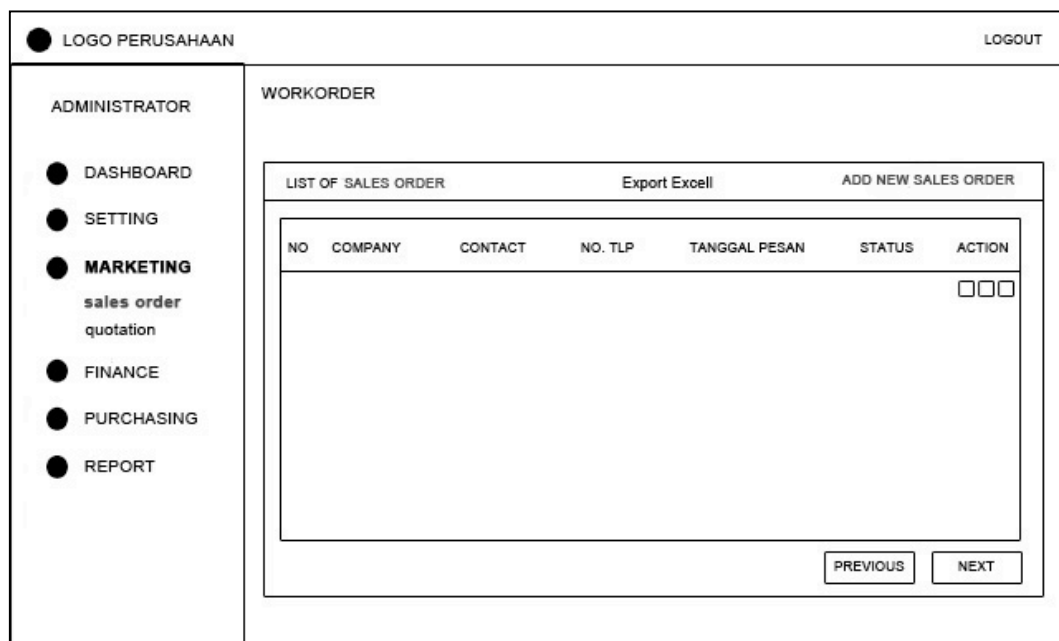 LOGO PERUSAHAAN
LOGOUT
ADMINISTRATOR
DASHBOARD
SETTING
MARKETING
sales order
quotation
FINANCE
PURCHASING
REPORT
WORKORDER
LIST OF SALES ORDER Export Excell ADD NEW SALES ORDER
NO COMPANY CONTACT NO. TLP TANGGAL PESAN STATUS ACTION
PREVIOUS NEXT